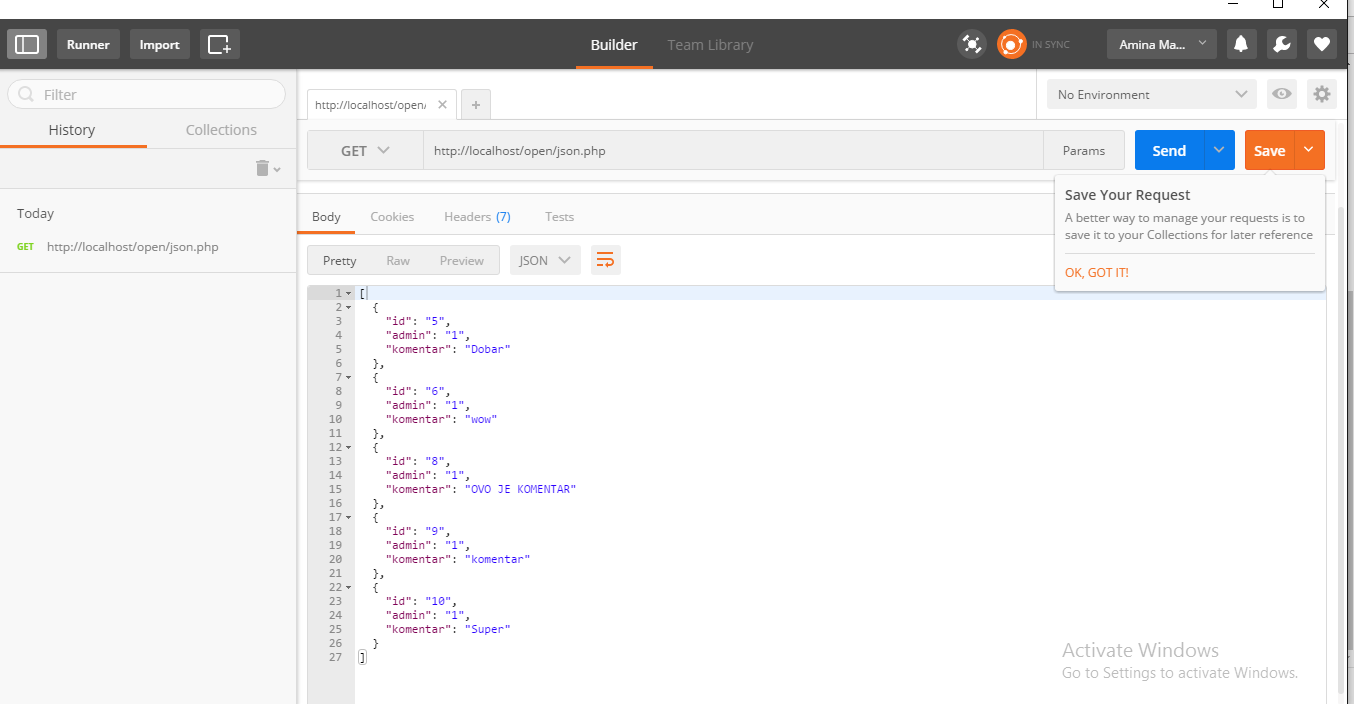 Runner
Import
Builder
Team Library
IN SYNC
Amina Ma...
Filter
History
Collections
Today
GET http://localhost/open/json.php
http://localhost/open/
No Environment
GET
http://localhost/open/json.php
Params
Send
Save
Save Your Request
A better way to manage your requests is to
save it to your Collections for later reference
OK, GOT IT!
Body
Cookies
Headers (7)
Tests
Pretty
Raw
Preview
JSON
1 [
2 {
3 "id": "5",
4 "admin": "1",
5 "komentar": "Dobar"
6 },
7 {
8 "id": "6",
9 "admin": "1",
10 "komentar": "wow"
11 },
12 {
13 "id": "8",
14 "admin": "1",
15 "komentar": "OVO JE KOMENTAR"
16 },
17 {
18 "id": "9",
19 "admin": "1",
20 "komentar": "komentar"
21 },
22 {
23 "id": "10",
24 "admin": "1",
25 "komentar": "Super"
26 }
27 ]
Activate Windows
Go to Settings to activate Windows.